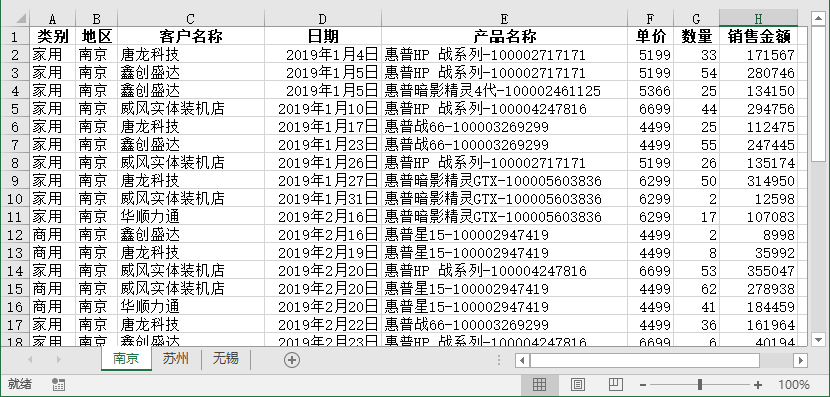 A B C D E F G H
1 类别 地区 客户名称 日期 产品名称 单价 数量 销售金额
2 家用 南京 唐龙科技 2019年1月4日 惠普HP 战系列-100002717171 5199 33 171567
3 家用 南京 鑫创盛达 2019年1月5日 惠普HP 战系列-100002717171 5199 54 280746
4 家用 南京 鑫创盛达 2019年1月5日 惠普暗影精灵4代-100002461125 5366 25 134150
5 家用 南京 威风实体装机店 2019年1月10日 惠普HP 战系列-100004247816 6699 44 294756
6 家用 南京 唐龙科技 2019年1月17日 惠普战66-100003269299 4499 25 112475
7 家用 南京 鑫创盛达 2019年1月23日 惠普战66-100003269299 4499 55 247445
8 家用 南京 威风实体装机店 2019年1月26日 惠普HP 战系列-100002717171 5199 26 135174
9 家用 南京 唐龙科技 2019年1月27日 惠普暗影精灵GTX-100005603836 6299 50 314950
10 家用 南京 威风实体装机店 2019年1月31日 惠普暗影精灵GTX-100005603836 6299 2 12598
11 家用 南京 华顺力通 2019年2月16日 惠普暗影精灵GTX-100005603836 6299 17 107083
12 商用 南京 鑫创盛达 2019年2月16日 惠普星15-100002947419 4499 2 8998
13 商用 南京 唐龙科技 2019年2月19日 惠普星15-100002947419 4499 8 35992
14 家用 南京 威风实体装机店 2019年2月20日 惠普HP 战系列-100004247816 6699 53 355047
15 商用 南京 威风实体装机店 2019年2月20日 惠普星15-100002947419 4499 62 278938
16 商用 南京 华顺力通 2019年2月20日 惠普星15-100002947419 4499 41 184459
17 家用 南京 唐龙科技 2019年2月22日 惠普战66-100003269299 4499 36 161964
18 家用 南京 鑫创盛达 2019年2月23日 惠普HP 战系列-100004247816 6699 6 40194
南京 苏州 无锡
就绪 100%